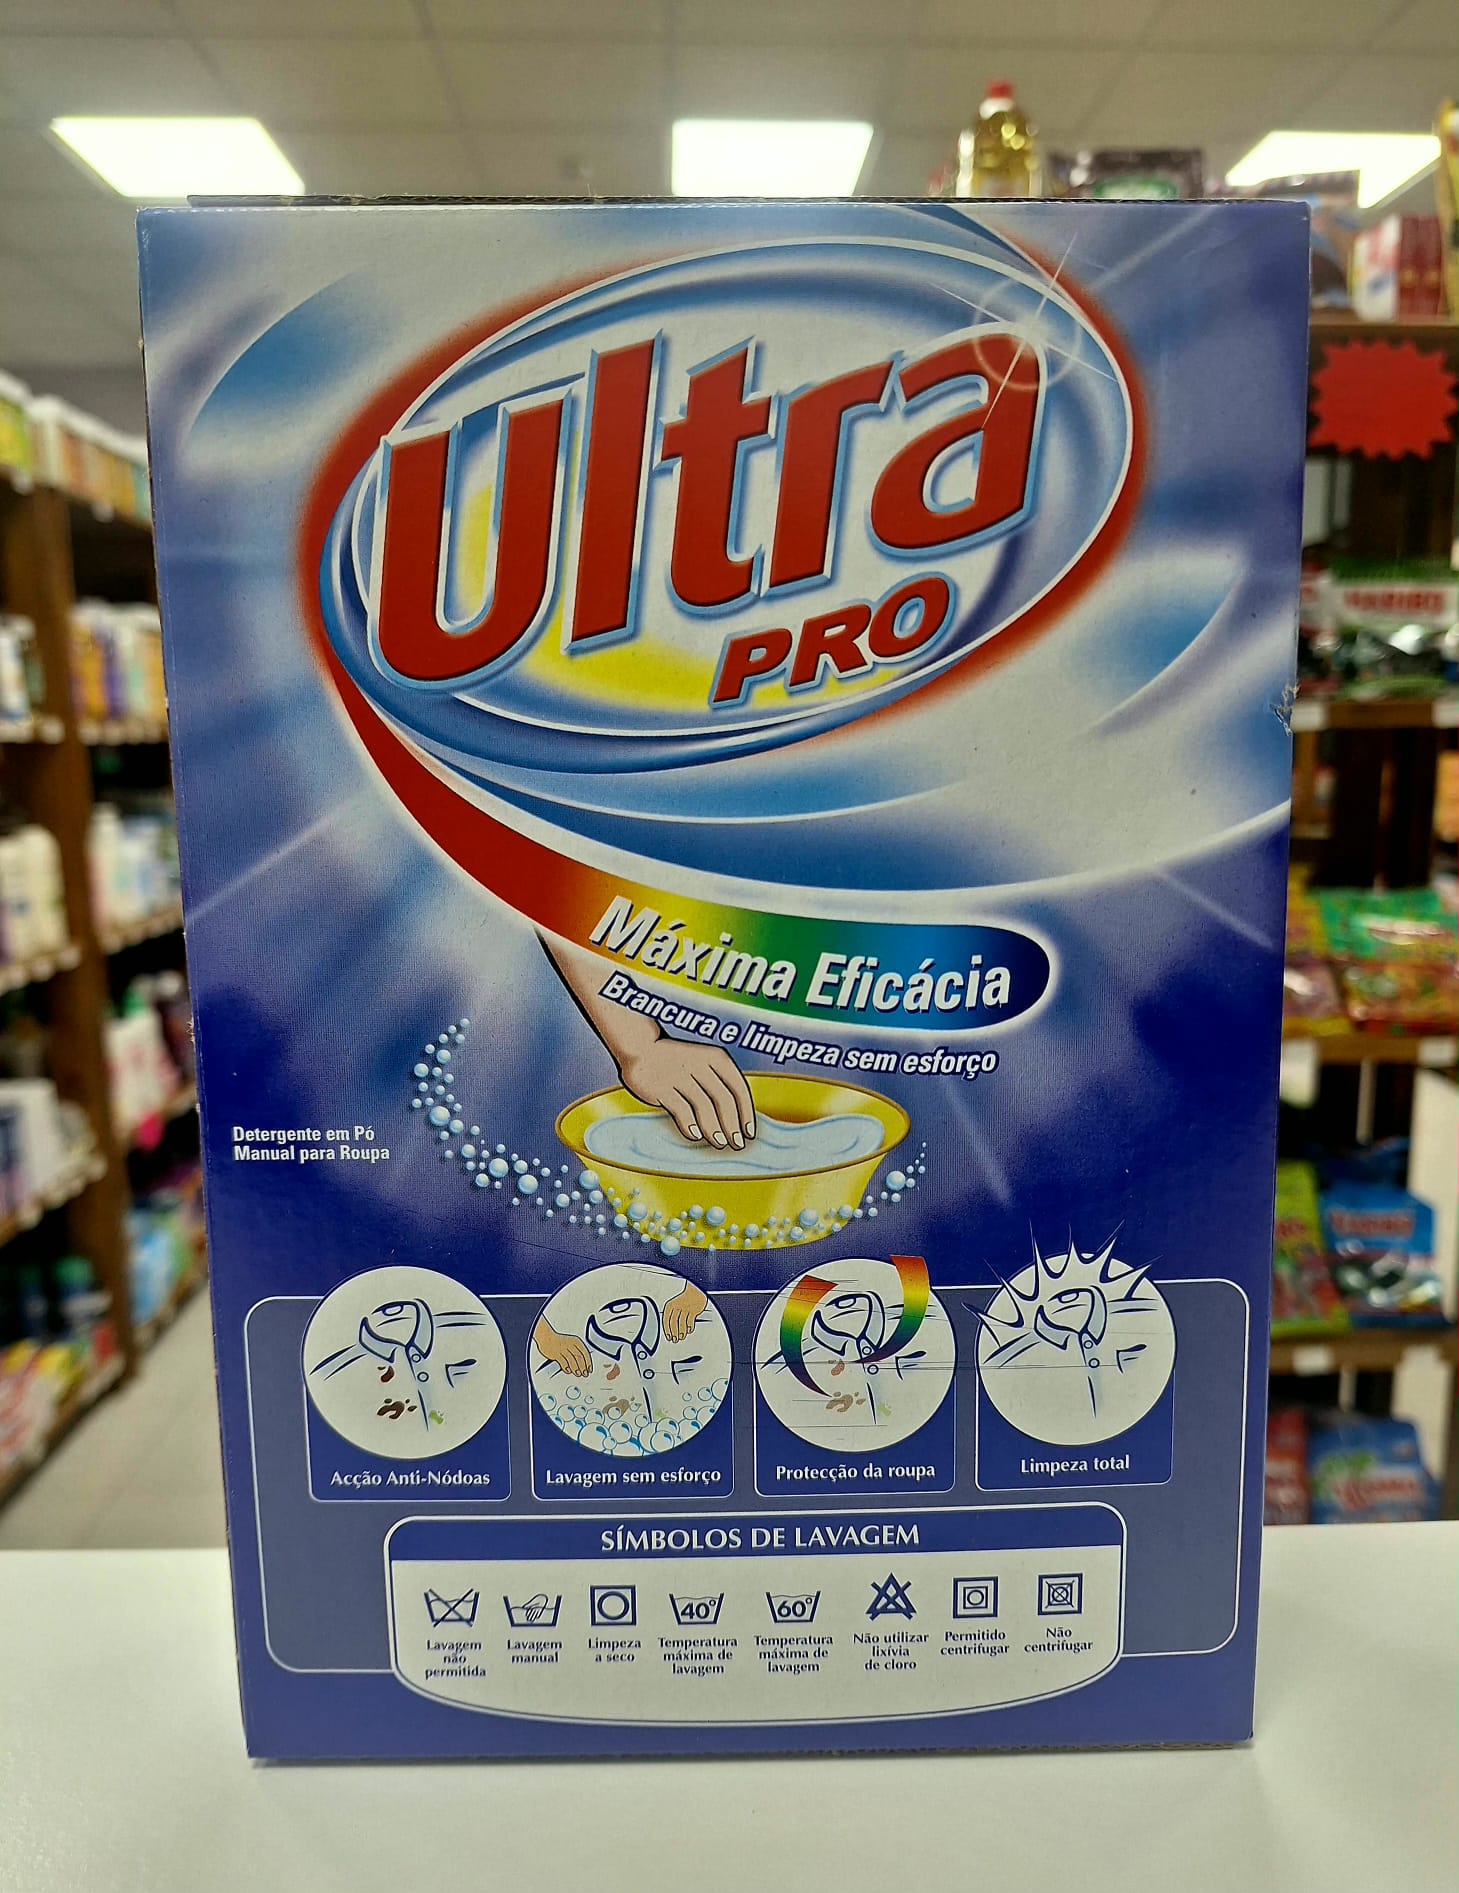 Ultra
PRO
Máxima Eficácia
Brancura e limpeza sem esforço
Detergente em Pó
Manual para Roupa
Acção Anti-Nódoas
Lavagem sem esforço
Protecção da roupa
Limpeza total
SÍMBOLOS DE LAVAGEM
40°
60°
Lavagem
não
permitida
Lavagem
manual
Limpeza
a seco
Temperatura
máxima de
lavagem
Temperatura
máxima de
lavagem
Não utilizar
lixívia
de cloro
Permitido
centrifugar
Não
centrifugar
HARIBO